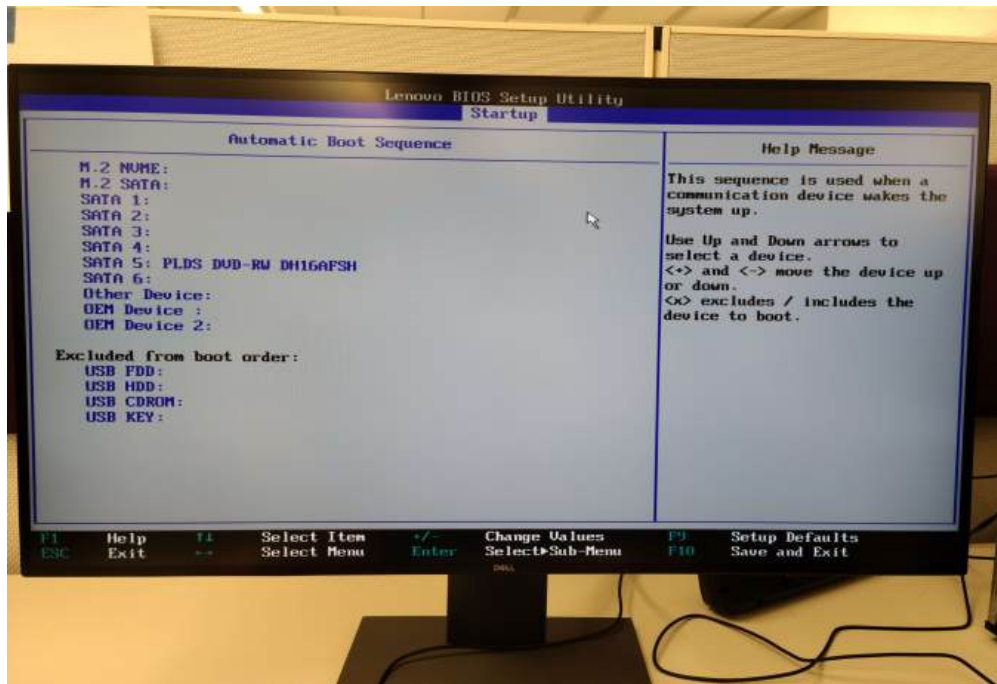 Lenovo BIOS Setup Utility
Startup
Automatic Boot Sequence
M.2 NVME:
M.2 SATA:
SATA 1:
SATA 2:
SATA 3:
SATA 4:
SATA 5: PLDS DVD-RW DH16AFSH
SATA 6:
Other Device:
OEM Device :
OEM Device 2:
Excluded from boot order:
USB FDD:
USB HDD:
USB CDROM:
USB KEY:
Help Message
This sequence is used when a
communication device wakes the
system up.
Use Up and Down arrows to
select a device.
<+> and <-> move the device up
or down.
<x> excludes / includes the
device to boot.
F1 Help ↑↓ Select Item +/- Change Values F9 Setup Defaults
ESC Exit ←→ Select Menu Enter Select▶Sub-Menu F10 Save and Exit
DELL